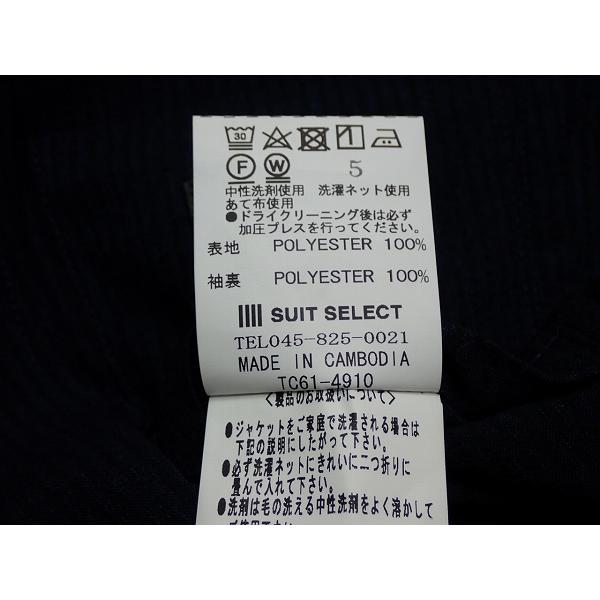 30
1
F W 5
中性洗剤使用 洗濯ネット使用
あて布使用
●ドライクリーニング後は必ず
加圧プレスを行ってください。
表地 POLYESTER 100%
袖裏 POLYESTER 100%
SUIT SELECT
TEL045-825-0021
MADE IN CAMBODIA
TC61-4910
〈製品のお取扱いについて〉
●ジャケットをご家庭で洗濯される場合は
下記の説明にしたがって下さい。
●必ず洗濯ネットにきれいに二つ折りに
畳んで入れて下さい。
●洗剤は毛の洗える中性洗剤をよく溶かして